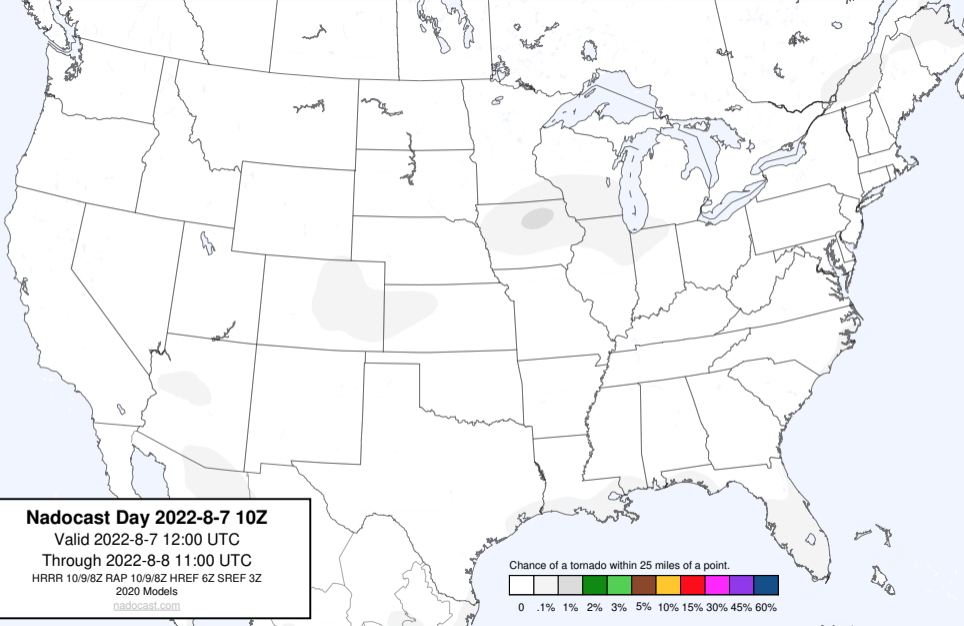 Nadocast Day 2022-8-7 10Z
Valid 2022-8-7 12:00 UTC
Through 2022-8-8 11:00 UTC
HRRR 10/9/8Z RAP 10/9/8Z HREF 6Z SREF 3Z
2020 Models
nadocast.com
Chance of a tornado within 25 miles of a point.
0 .1% 1% 2% 3% 5% 10% 15% 30% 45% 60%